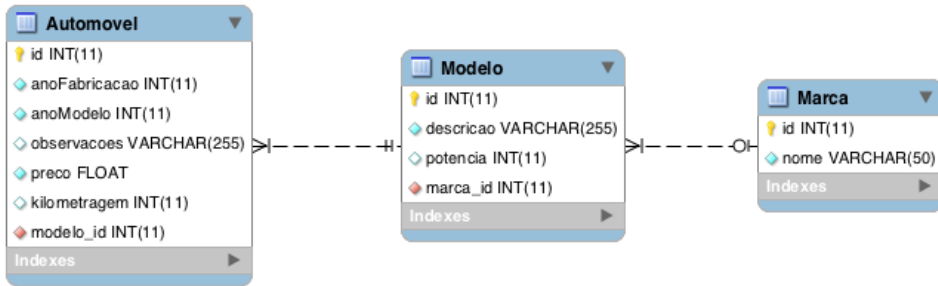 Automovel
id INT(11)
anoFabricacao INT(11)
anoModelo INT(11)
observacoes VARCHAR(255)
preco FLOAT
kilometragem INT(11)
modelo_id INT(11)
Indexes
Modelo
id INT(11)
descricao VARCHAR(255)
potencia INT(11)
marca_id INT(11)
Indexes
Marca
id INT(11)
nome VARCHAR(50)
Indexes